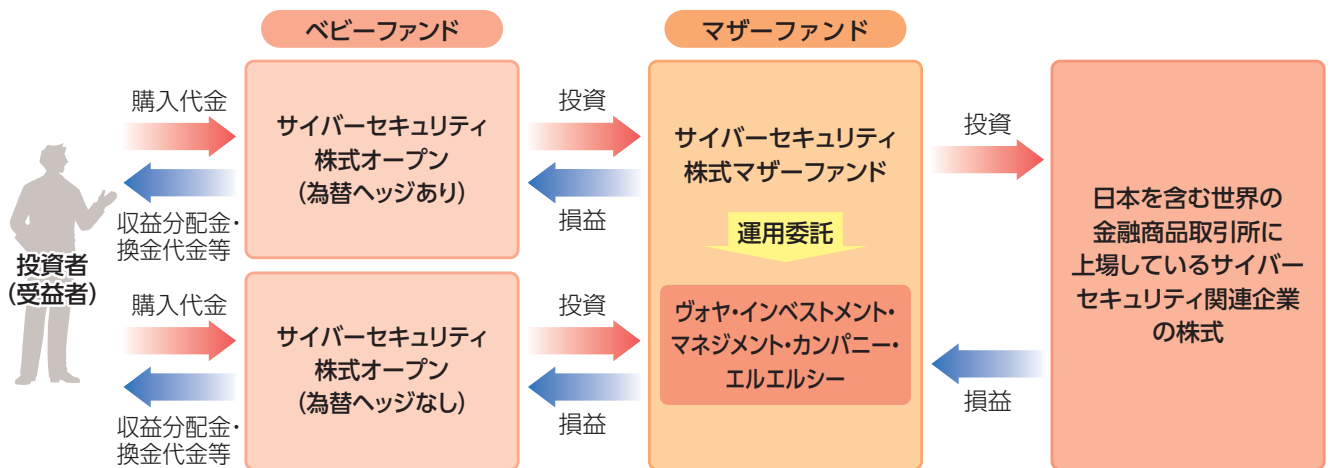 ベビーファンド
マザーファンド
購入代金
収益分配金・
換金代金等
サイバーセキュリティ
株式オープン
(為替ヘッジあり)
投資
損益
投資者
(受益者)
購入代金
収益分配金・
換金代金等
サイバーセキュリティ
株式オープン
(為替ヘッジなし)
投資
損益
サイバーセキュリティ
株式マザーファンド
運用委託
ヴォヤ・インベストメント・
マネジメント・カンパニー・
エルエルシー
投資
損益
日本を含む世界の
金融商品取引所に
上場しているサイバー
セキュリティ関連企業
の株式